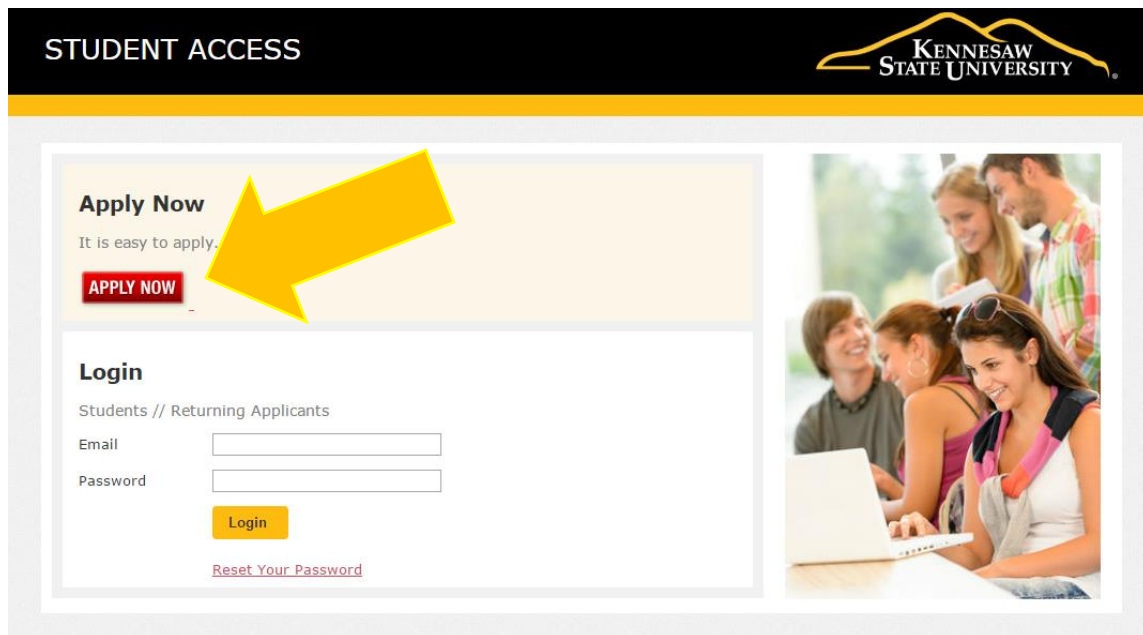 STUDENT ACCESS
KENNESAW
STATE UNIVERSITY
®
Apply Now
It is easy to apply.
APPLY NOW
Login
Students // Returning Applicants
Email
Password
Login
Reset Your Password